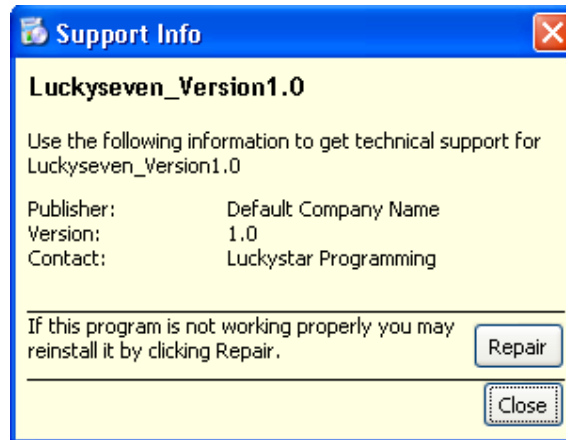 Support Info
Luckyseven_Version1.0
Use the following information to get technical support for
Luckyseven_Version1.0
Publisher: Default Company Name
Version: 1.0
Contact: Luckystar Programming
If this program is not working properly you may
reinstall it by clicking Repair.
Repair
Close